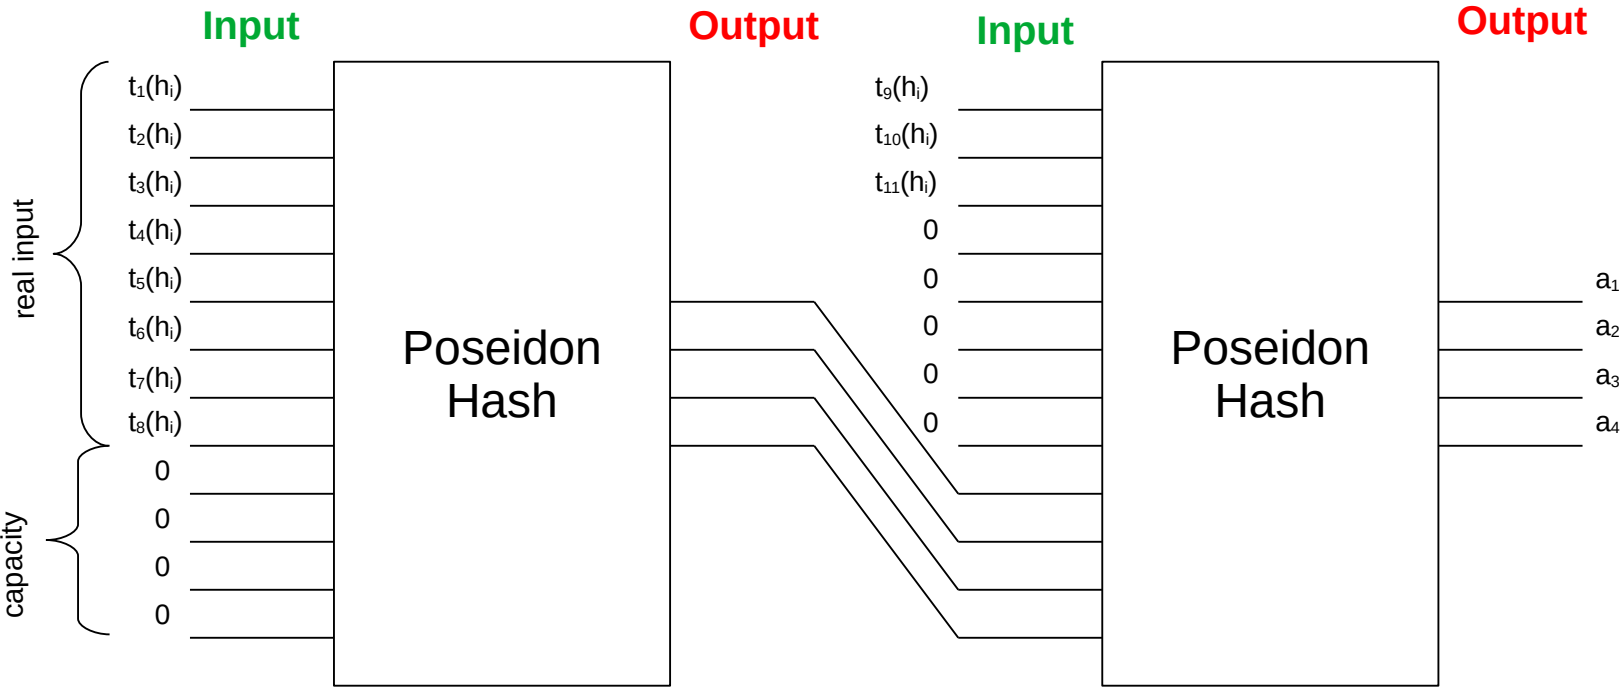 Input
Output
Input
Output
real input
capacity
t₁(hᵢ)
t₂(hᵢ)
t₃(hᵢ)
t₄(hᵢ)
t₅(hᵢ)
t₆(hᵢ)
t₇(hᵢ)
t₈(hᵢ)
0
0
0
0
Poseidon
Hash
t₉(hᵢ)
t₁₀(hᵢ)
t₁₁(hᵢ)
0
0
0
0
0
Poseidon
Hash
a₁
a₂
a₃
a₄